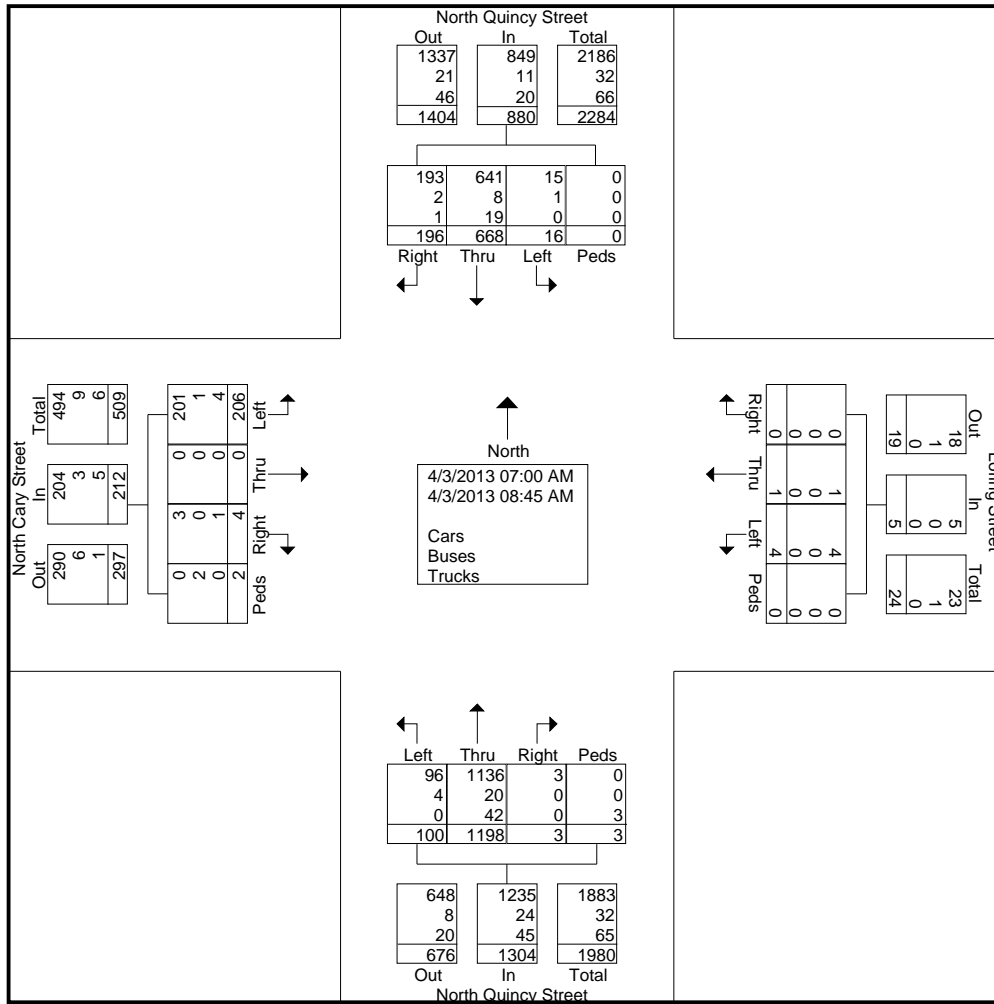 North Quincy Street
Out In Total
1337 849 2186
21 11 32
46 20 66
1404 880 2284
193 641 15 0
2 8 1 0
1 19 0 0
196 668 16 0
Right Thru Left Peds
North Cary Street
Out In Total
290 204 494
6 3 9
1 5 6
297 212 509
0 3 0 201
2 0 0 1
0 1 0 4
2 4 0 206
Peds Right Thru Left
North
4/3/2013 07:00 AM
4/3/2013 08:45 AM
Cars
Buses
Trucks
Street
Out In Total
18 5 23
1 0 1
0 0 0
19 5 24
0 1 4 0
0 0 0 0
0 0 0 0
0 1 4 0
Right Thru Left Peds
Left Thru Right Peds
96 1136 3 0
4 20 0 0
0 42 0 3
100 1198 3 3
648 1235 1883
8 24 32
20 45 65
676 1304 1980
Out In Total
North Quincy Street